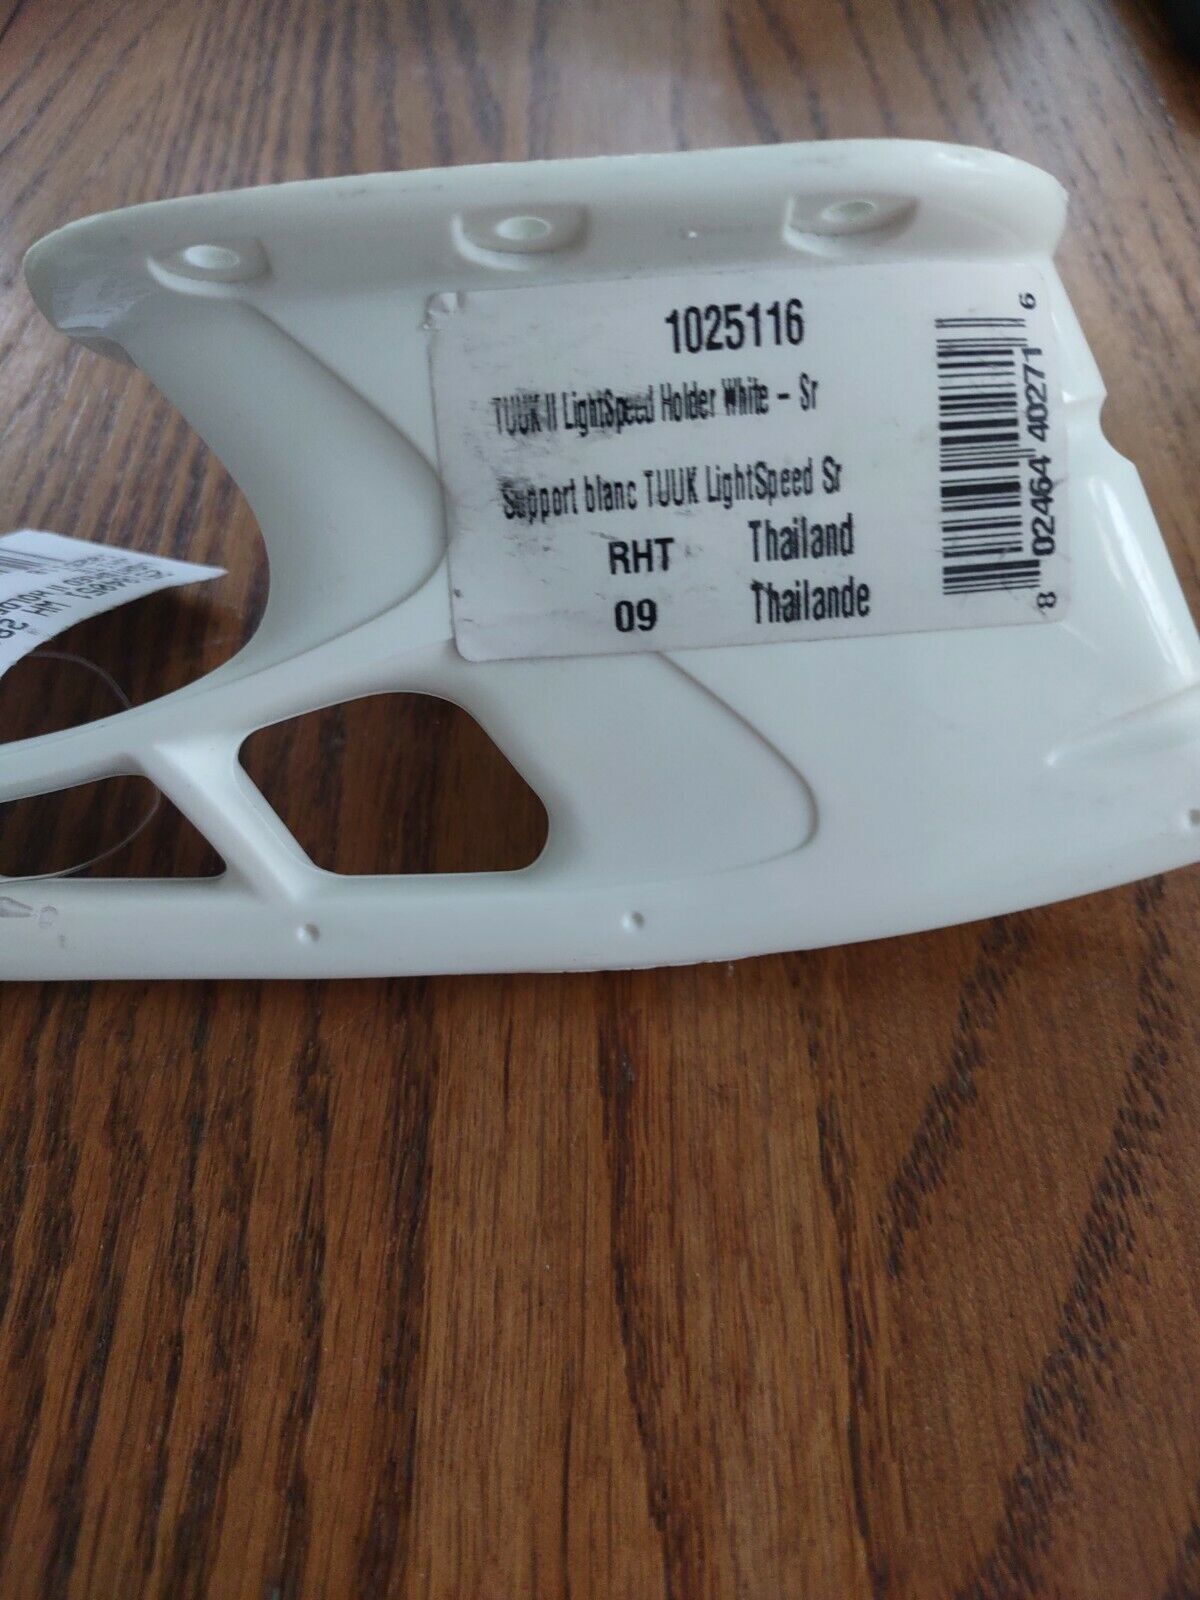 1025116
TUUK II LightSpeed Holder White - Sr
Support blanc TUUK LightSpeed Sr
RHT Thailand
09 Thailande
8 02464 40271 6